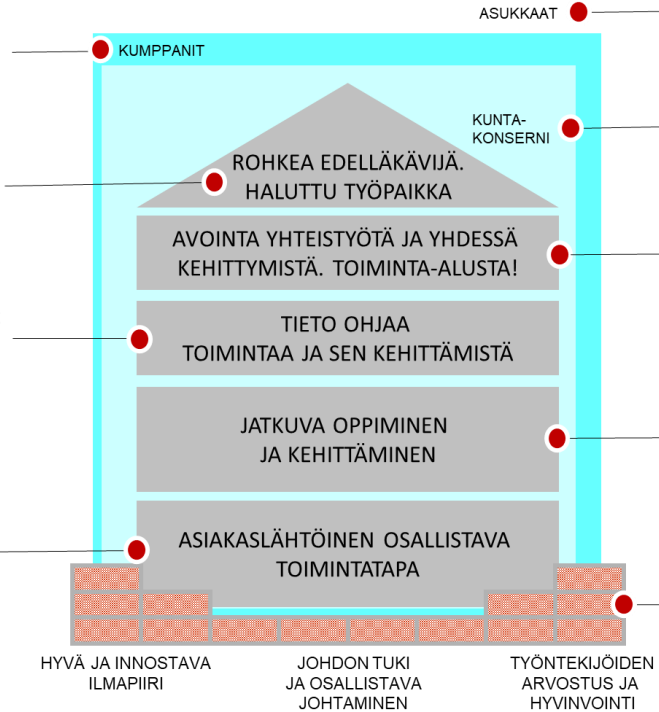 ASUKKAAT
KUMPPANIT
KUNTA-
KONSERNI
ROHKEA EDELLÄKÄVIJÄ.
HALUTTU TYÖPAIKKA
AVOINTA YHTEISTYÖTÄ JA YHDESSÄ
KEHITTYMISTÄ. TOIMINTA-ALUSTA!
TIETO OHJAA
TOIMINTAA JA SEN KEHITTÄMISTÄ
JATKUVA OPPIMINEN
JA KEHITTÄMINEN
ASIAKASLÄHTÖINEN OSALLISTAVA
TOIMINTATAPA
HYVÄ JA INNOSTAVA
ILMAPIIRI
JOHDON TUKI
JA OSALLISTAVA
JOHTAMINEN
TYÖNTEKIJÖIDEN
ARVOSTUS JA
HYVINVOINTI